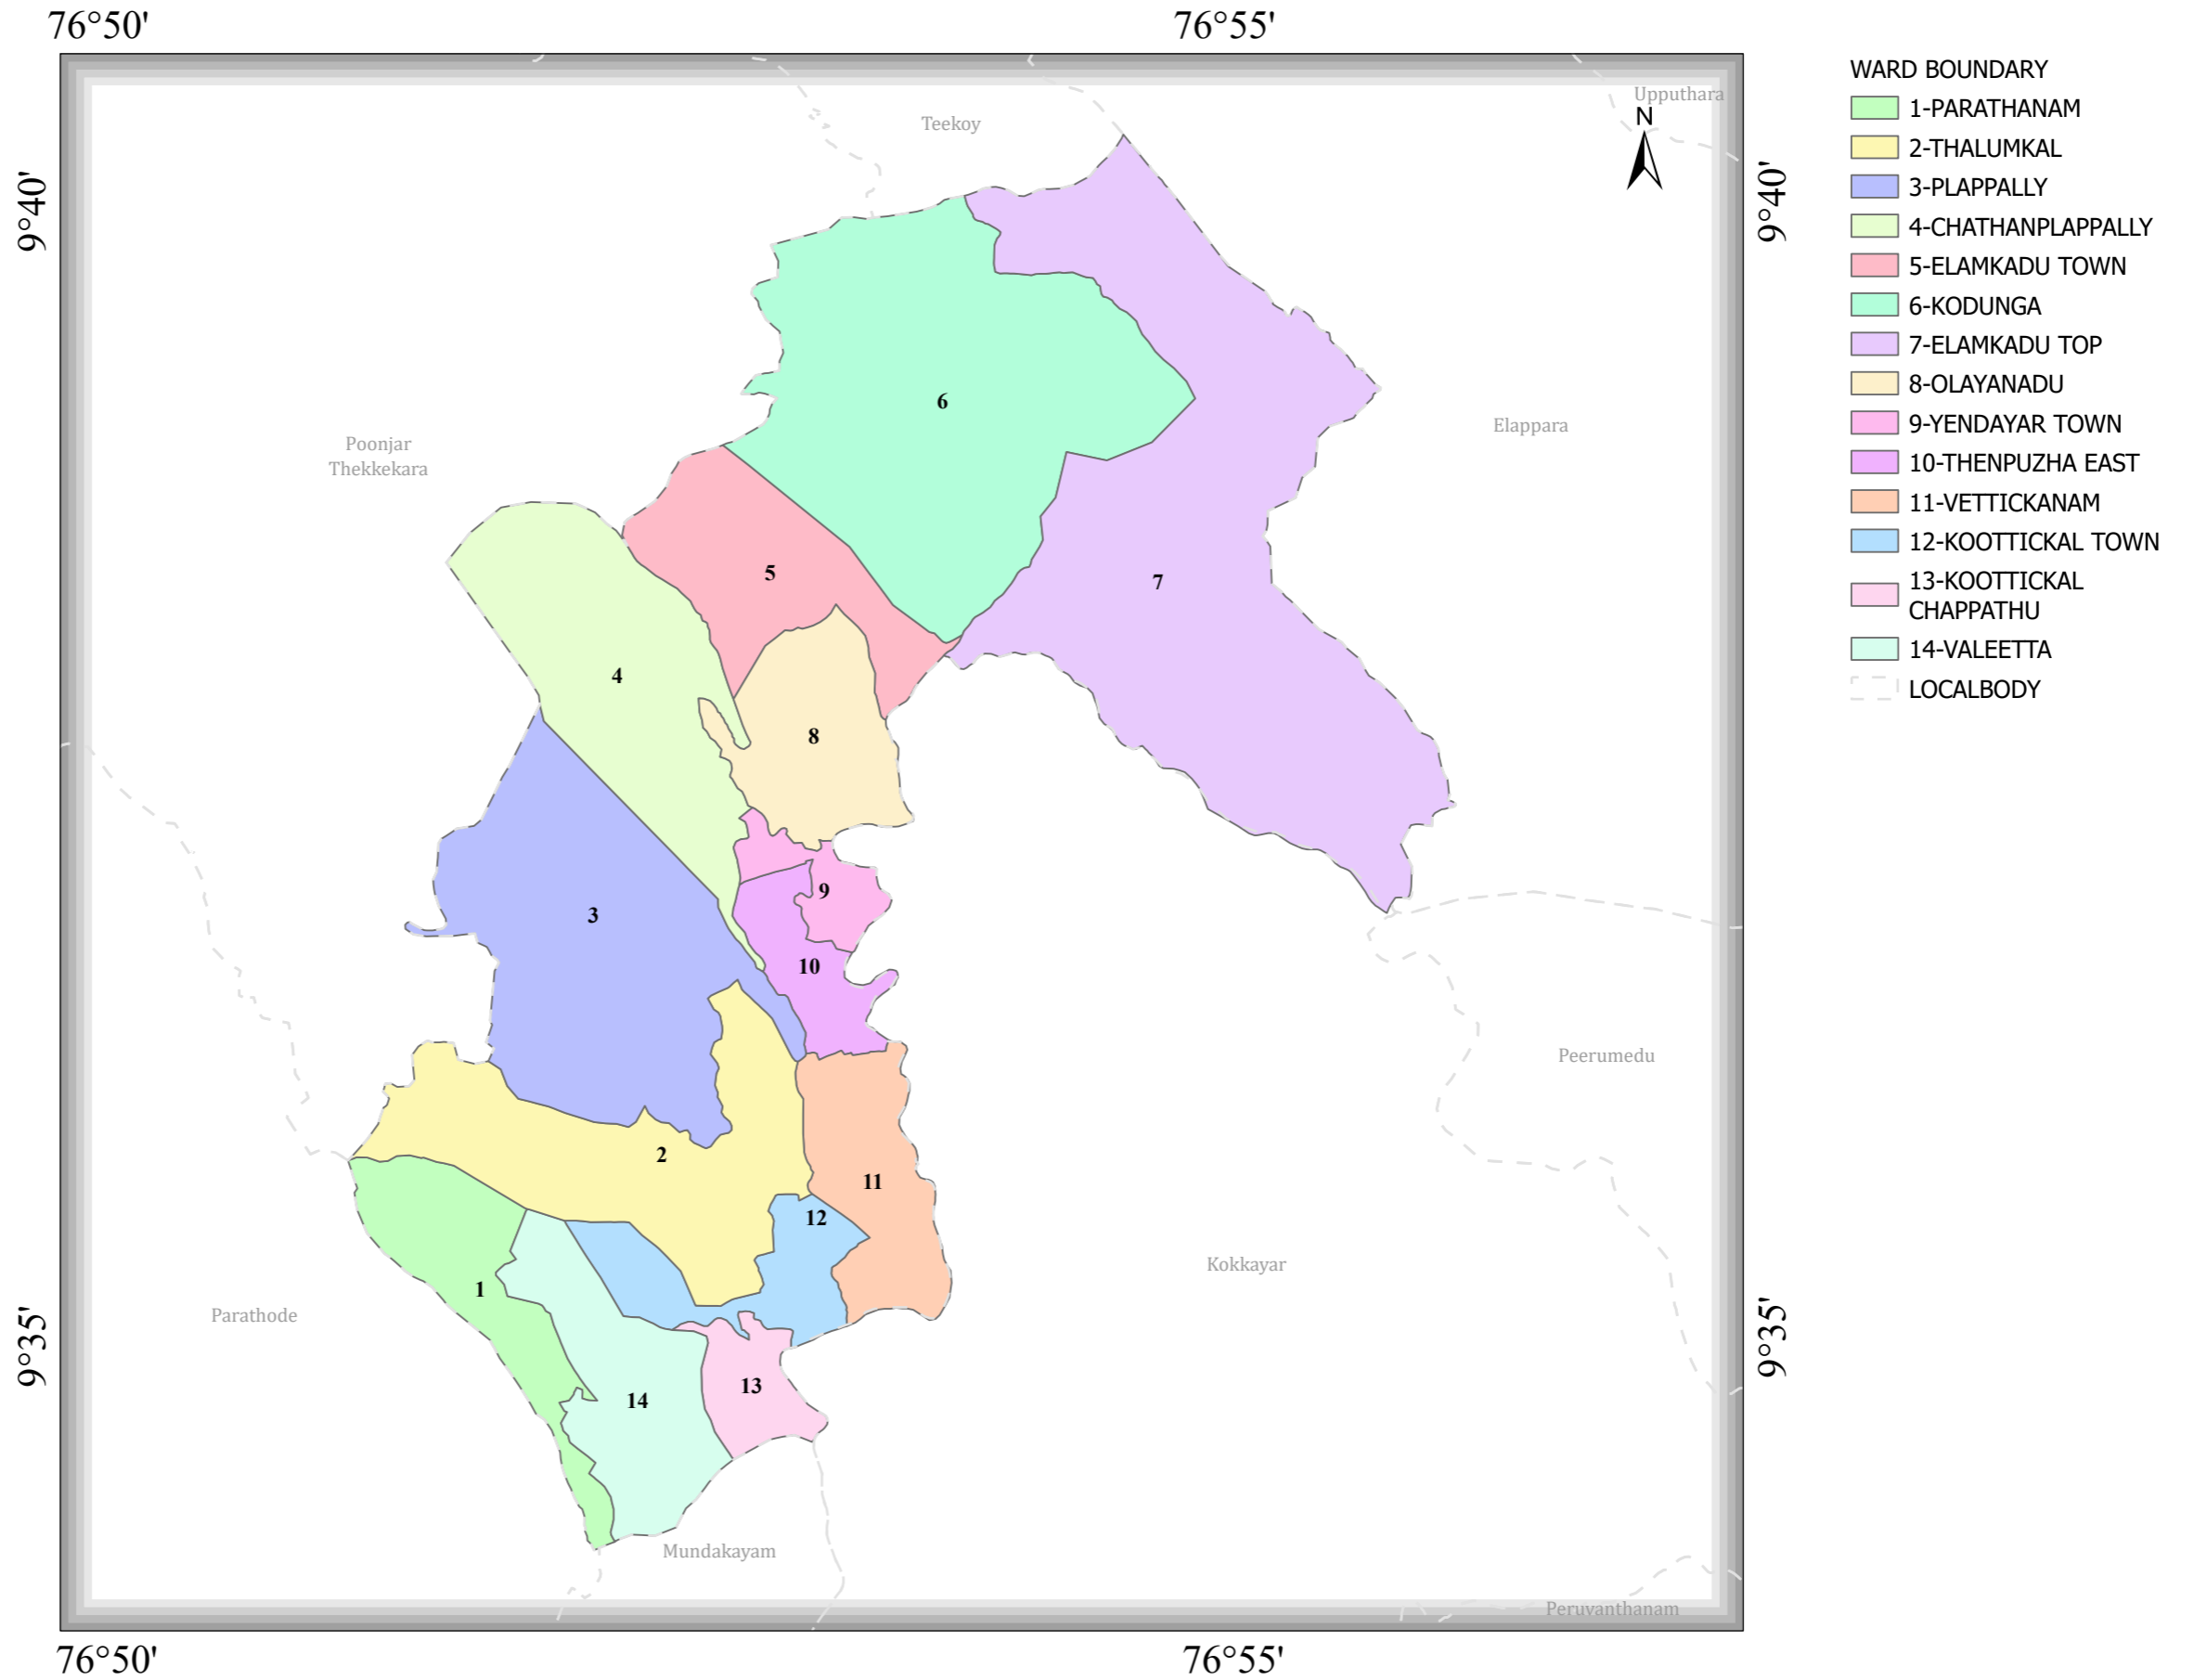 76°50'
76°55'
WARD BOUNDARY
1-PARATHANAM
2-THALUMKAL
3-PLAPPALLY
4-CHATHANPLAPPALLY
5-ELAMKADU TOWN
6-KODUNGA
7-ELAMKADU TOP
8-OLAYANADU
9-YENDAYAR TOWN
10-THENPUZHA EAST
11-VETTICKANAM
12-KOOTTICKAL TOWN
13-KOOTTICKAL
CHAPPATHU
14-VALEETTA
LOCALBODY
Upputhara
N
Teekoy
9°40'
9°40'
6
Elappara
Poonjar
Thekkekara
5
7
4
8
9
3
10
Peerumedu
2
11
12
Kokkayar
1
Parathode
9°35'
9°35'
13
14
Mundakayam
Peruvanthanam
76°50'
76°55'